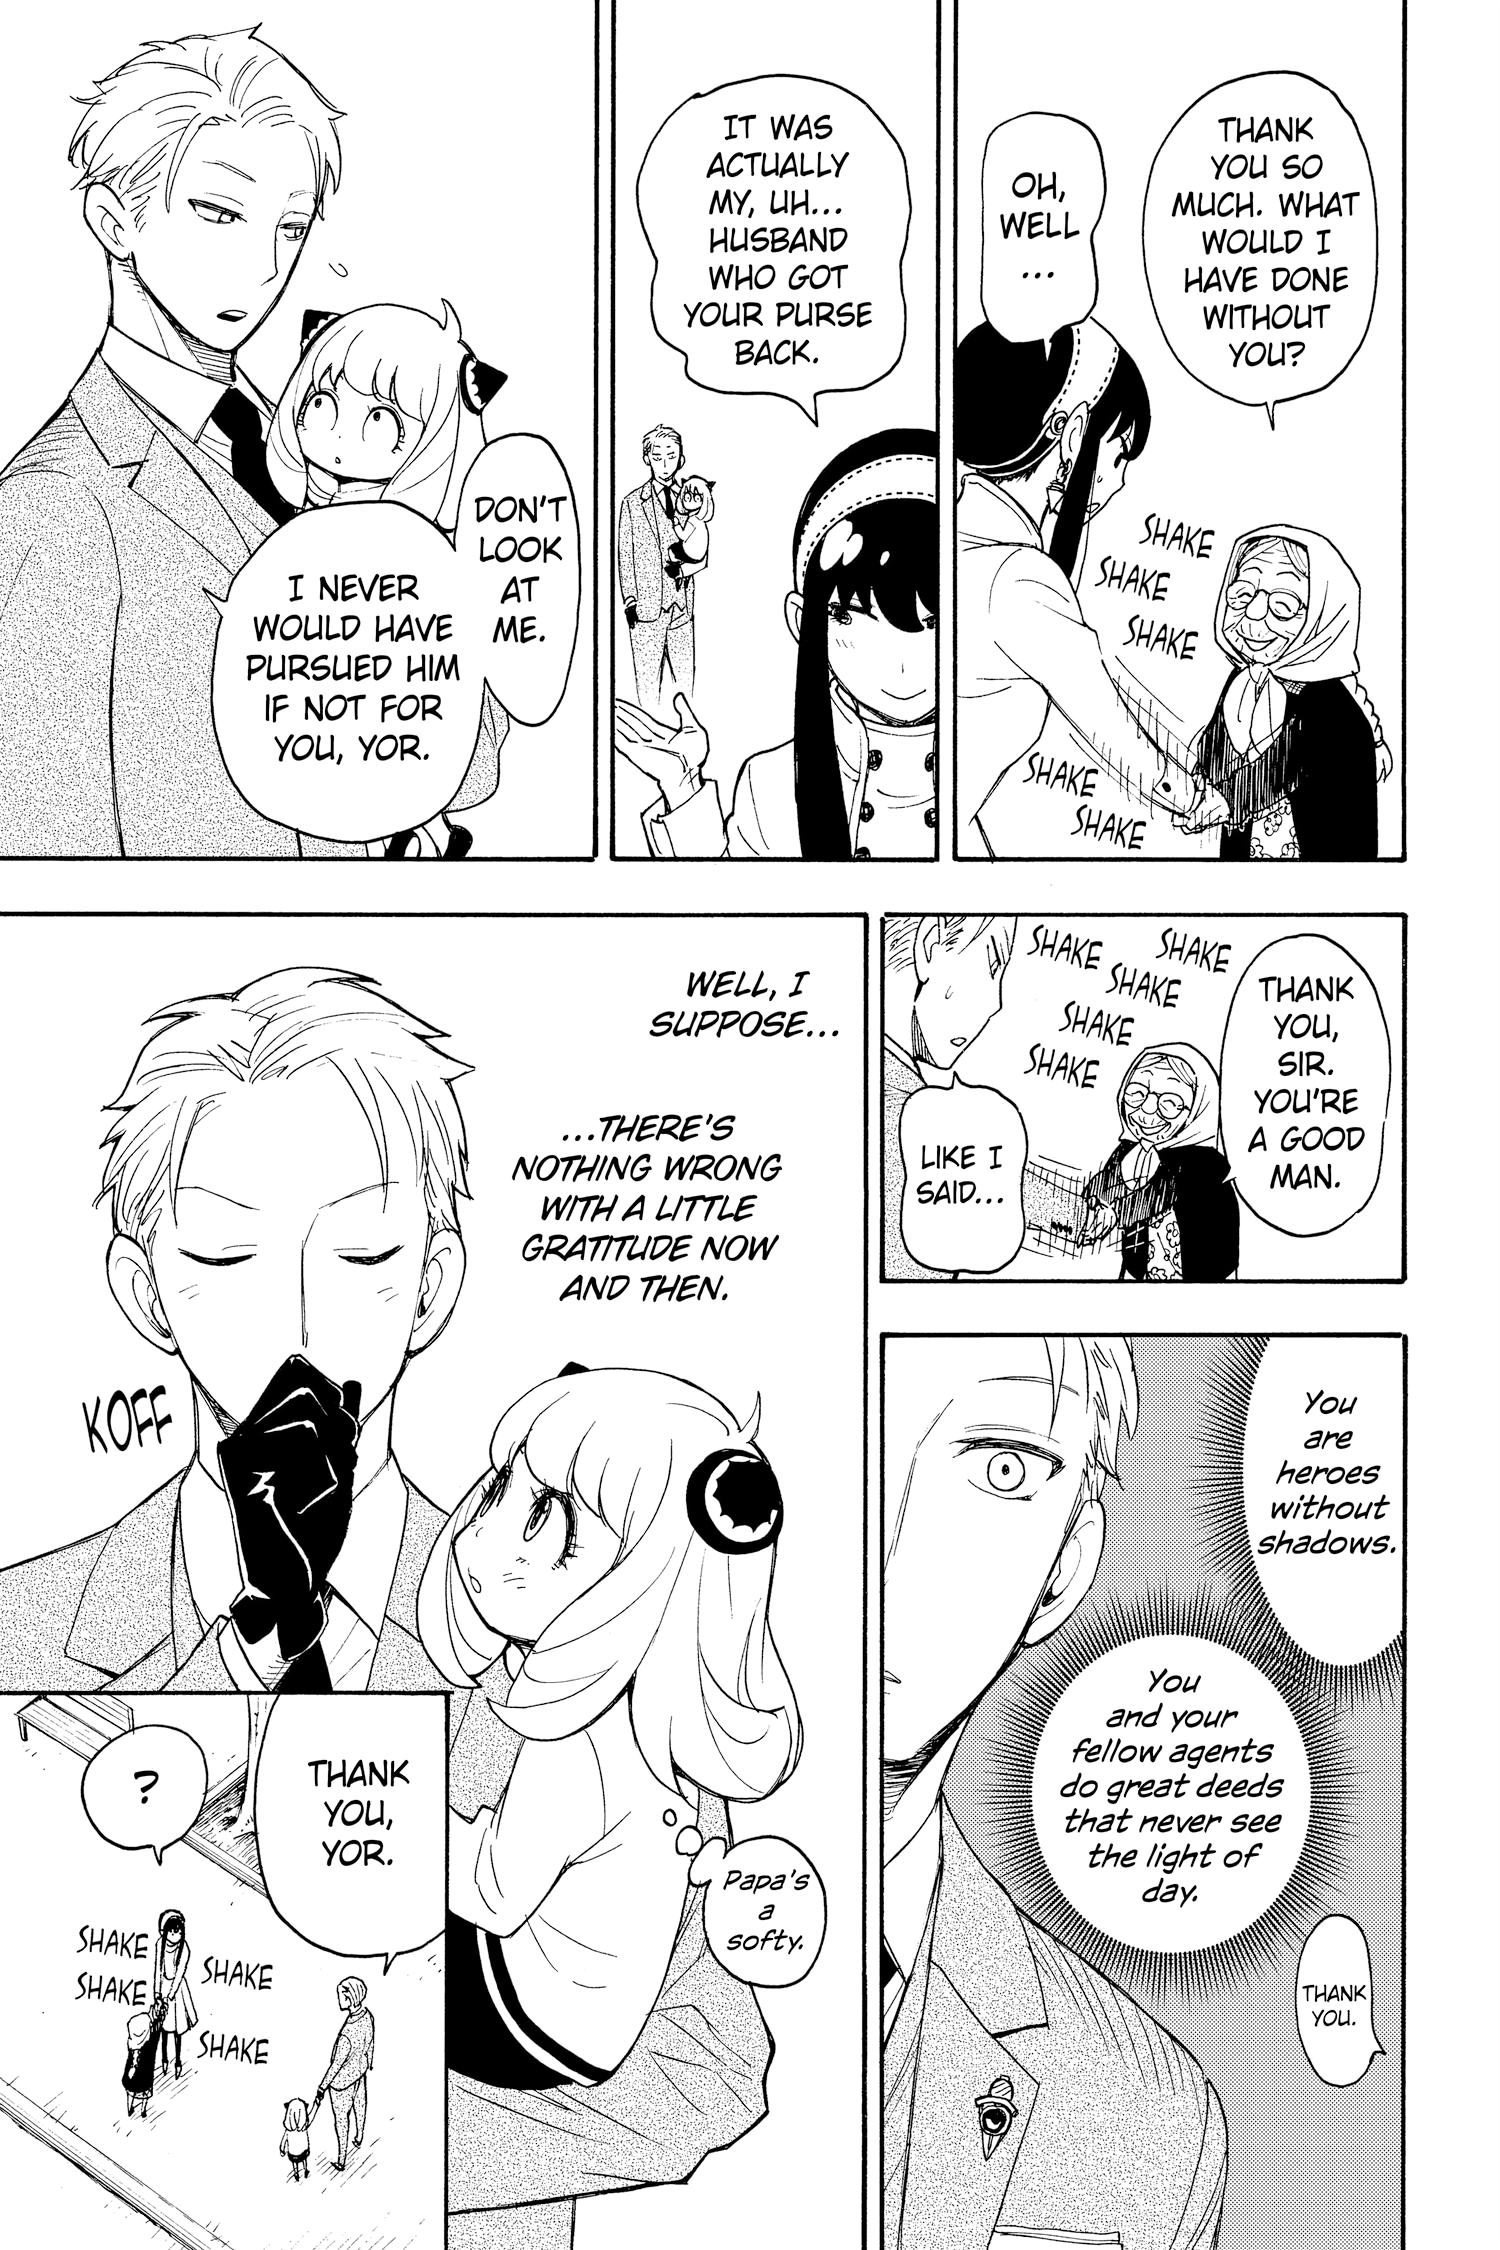 THANK
YOU SO
MUCH. WHAT
WOULD I
HAVE DONE
WITHOUT
YOU?
OH,
WELL
...
SHAKE
SHAKE
SHAKE
SHAKE
SHAKE
IT WAS
ACTUALLY
MY, UH...
HUSBAND
WHO GOT
YOUR PURSE
BACK.
DON'T
LOOK
AT
ME.
I NEVER
WOULD HAVE
PURSUED HIM
IF NOT FOR
YOU, YOR.
THANK
YOU,
SIR.
YOU'RE
A GOOD
MAN.
SHAKE
SHAKE
SHAKE
SHAKE
SHAKE
LIKE I
SAID...
You
are
heroes
without
shadows.
You
and your
fellow agents
do great deeds
that never see
the light of
day.
THANK
YOU.
WELL, I
SUPPOSE...
...THERE'S
NOTHING WRONG
WITH A LITTLE
GRATITUDE NOW
AND THEN.
KOFF
Papa's
a
softy.
THANK
YOU,
YOR.
?
SHAKE
SHAKE
SHAKE
SHAKE